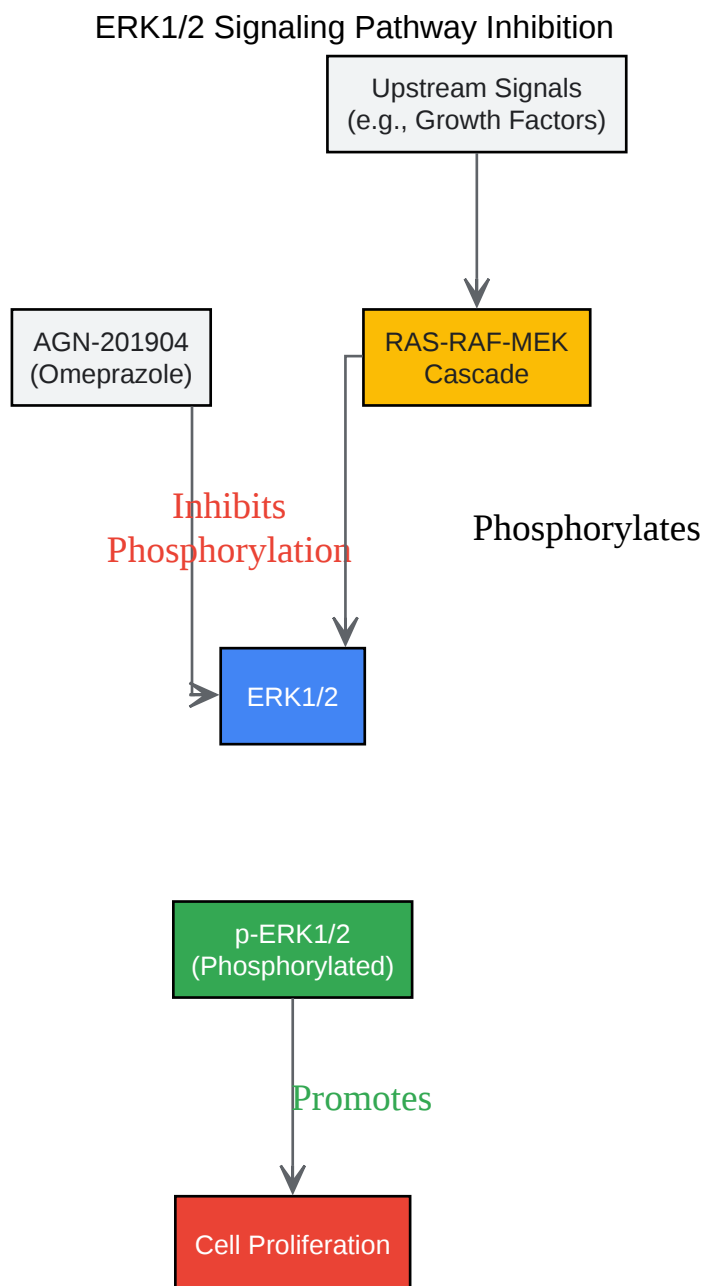 ERK1/2 Signaling Pathway Inhibition
Upstream Signals
(e.g., Growth Factors)
AGN-201904
(Omeprazole)
RAS-RAF-MEK
Cascade
Inhibits
Phosphorylation
Phosphorylates
ERK1/2
p-ERK1/2
(Phosphorylated)
Promotes
Cell Proliferation